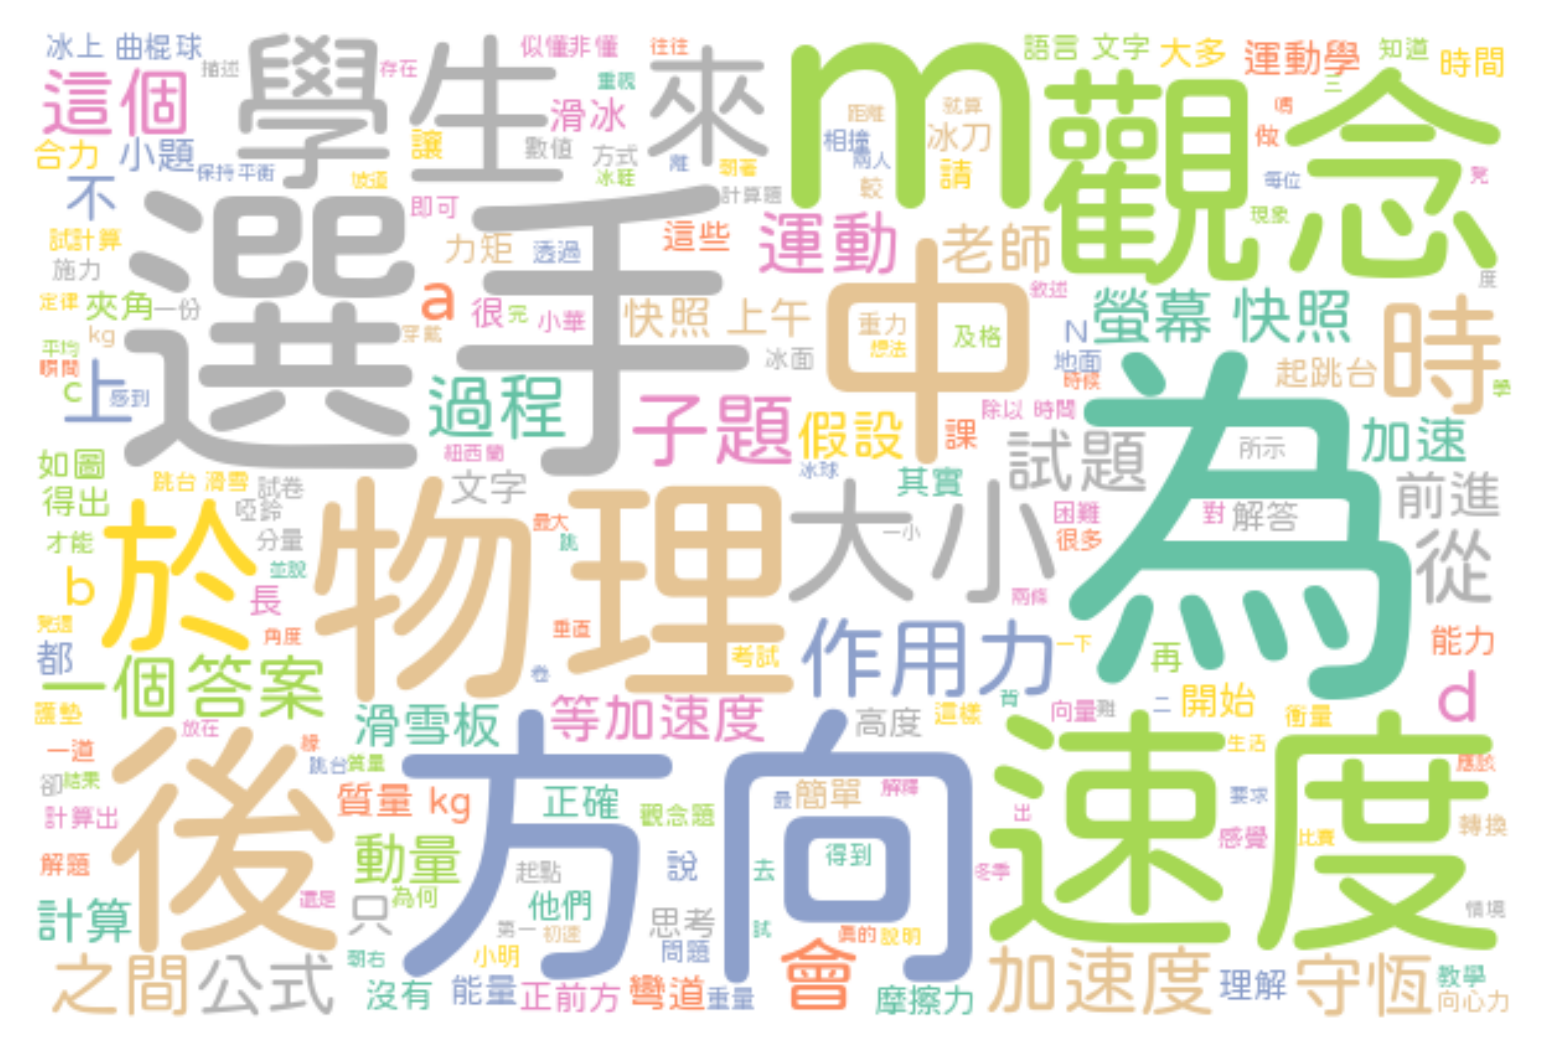 冰上 曲棍球
描述
學生
存在
似懂非懂
往往
來
m
語言 文字
大多
運動學
知道
時間
這個
重視
滑冰
距離
就算
觀念
三
嗎
合力
小題
保持平衡
坡道
讓
數值
方式
冰鞋
離
朝著
相撞
兩人
冰刀
較
請
做
每位
不
選手
即可
計算題
現象
試計算
施力
力矩
透過
這些
運動
老師
度
定律
夾角
一份
a
很
完
小華
快照 上午
中
敘述
重力
想法
及格
N
螢幕 快照
時
kg
穿戴
平均
瞬間
c
上
感到
冰面
地面
時候
起跳台
學
過程
子題
假設
課
除以 時間
為
加速
如圖
紐西蘭
冰球
其實
試題
所示
得出
跳台 滑雪
試卷
啞鈴
文字
前進
才能
於
分量
並說
物理
最大
跳
大小
一小
困難
很多
對
解答
從
b
長
兩條
角度
垂直
都
一個答案
卷
考試
作用力
一下
再
能力
護墊
放在
滑雪板
等加速度
高度
這樣
背
向量
難
二
開始
衡量
d
一道
後
緣
跳台
質量
方向
速度
生活
應該
卻
結果
計算出
質量 kg
正確
觀念題
最
簡單
解釋
出
要求
轉換
感覺
比賽
解題
動量
起點
說
去
得到
冬季
計算
還是
為何
只
他們
第一
初速
思考
試
真的
說明
情境
朝右
小明
問題
之間
公式
沒有
能量
正前方
彎道
重量
會
摩擦力
加速度
理解
守恆
教學
向心力